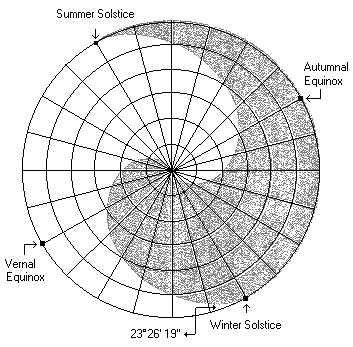 Summer Solstice
Autumnal
Equinox
Vernal
Equinox
23°26'19"
Winter Solstice